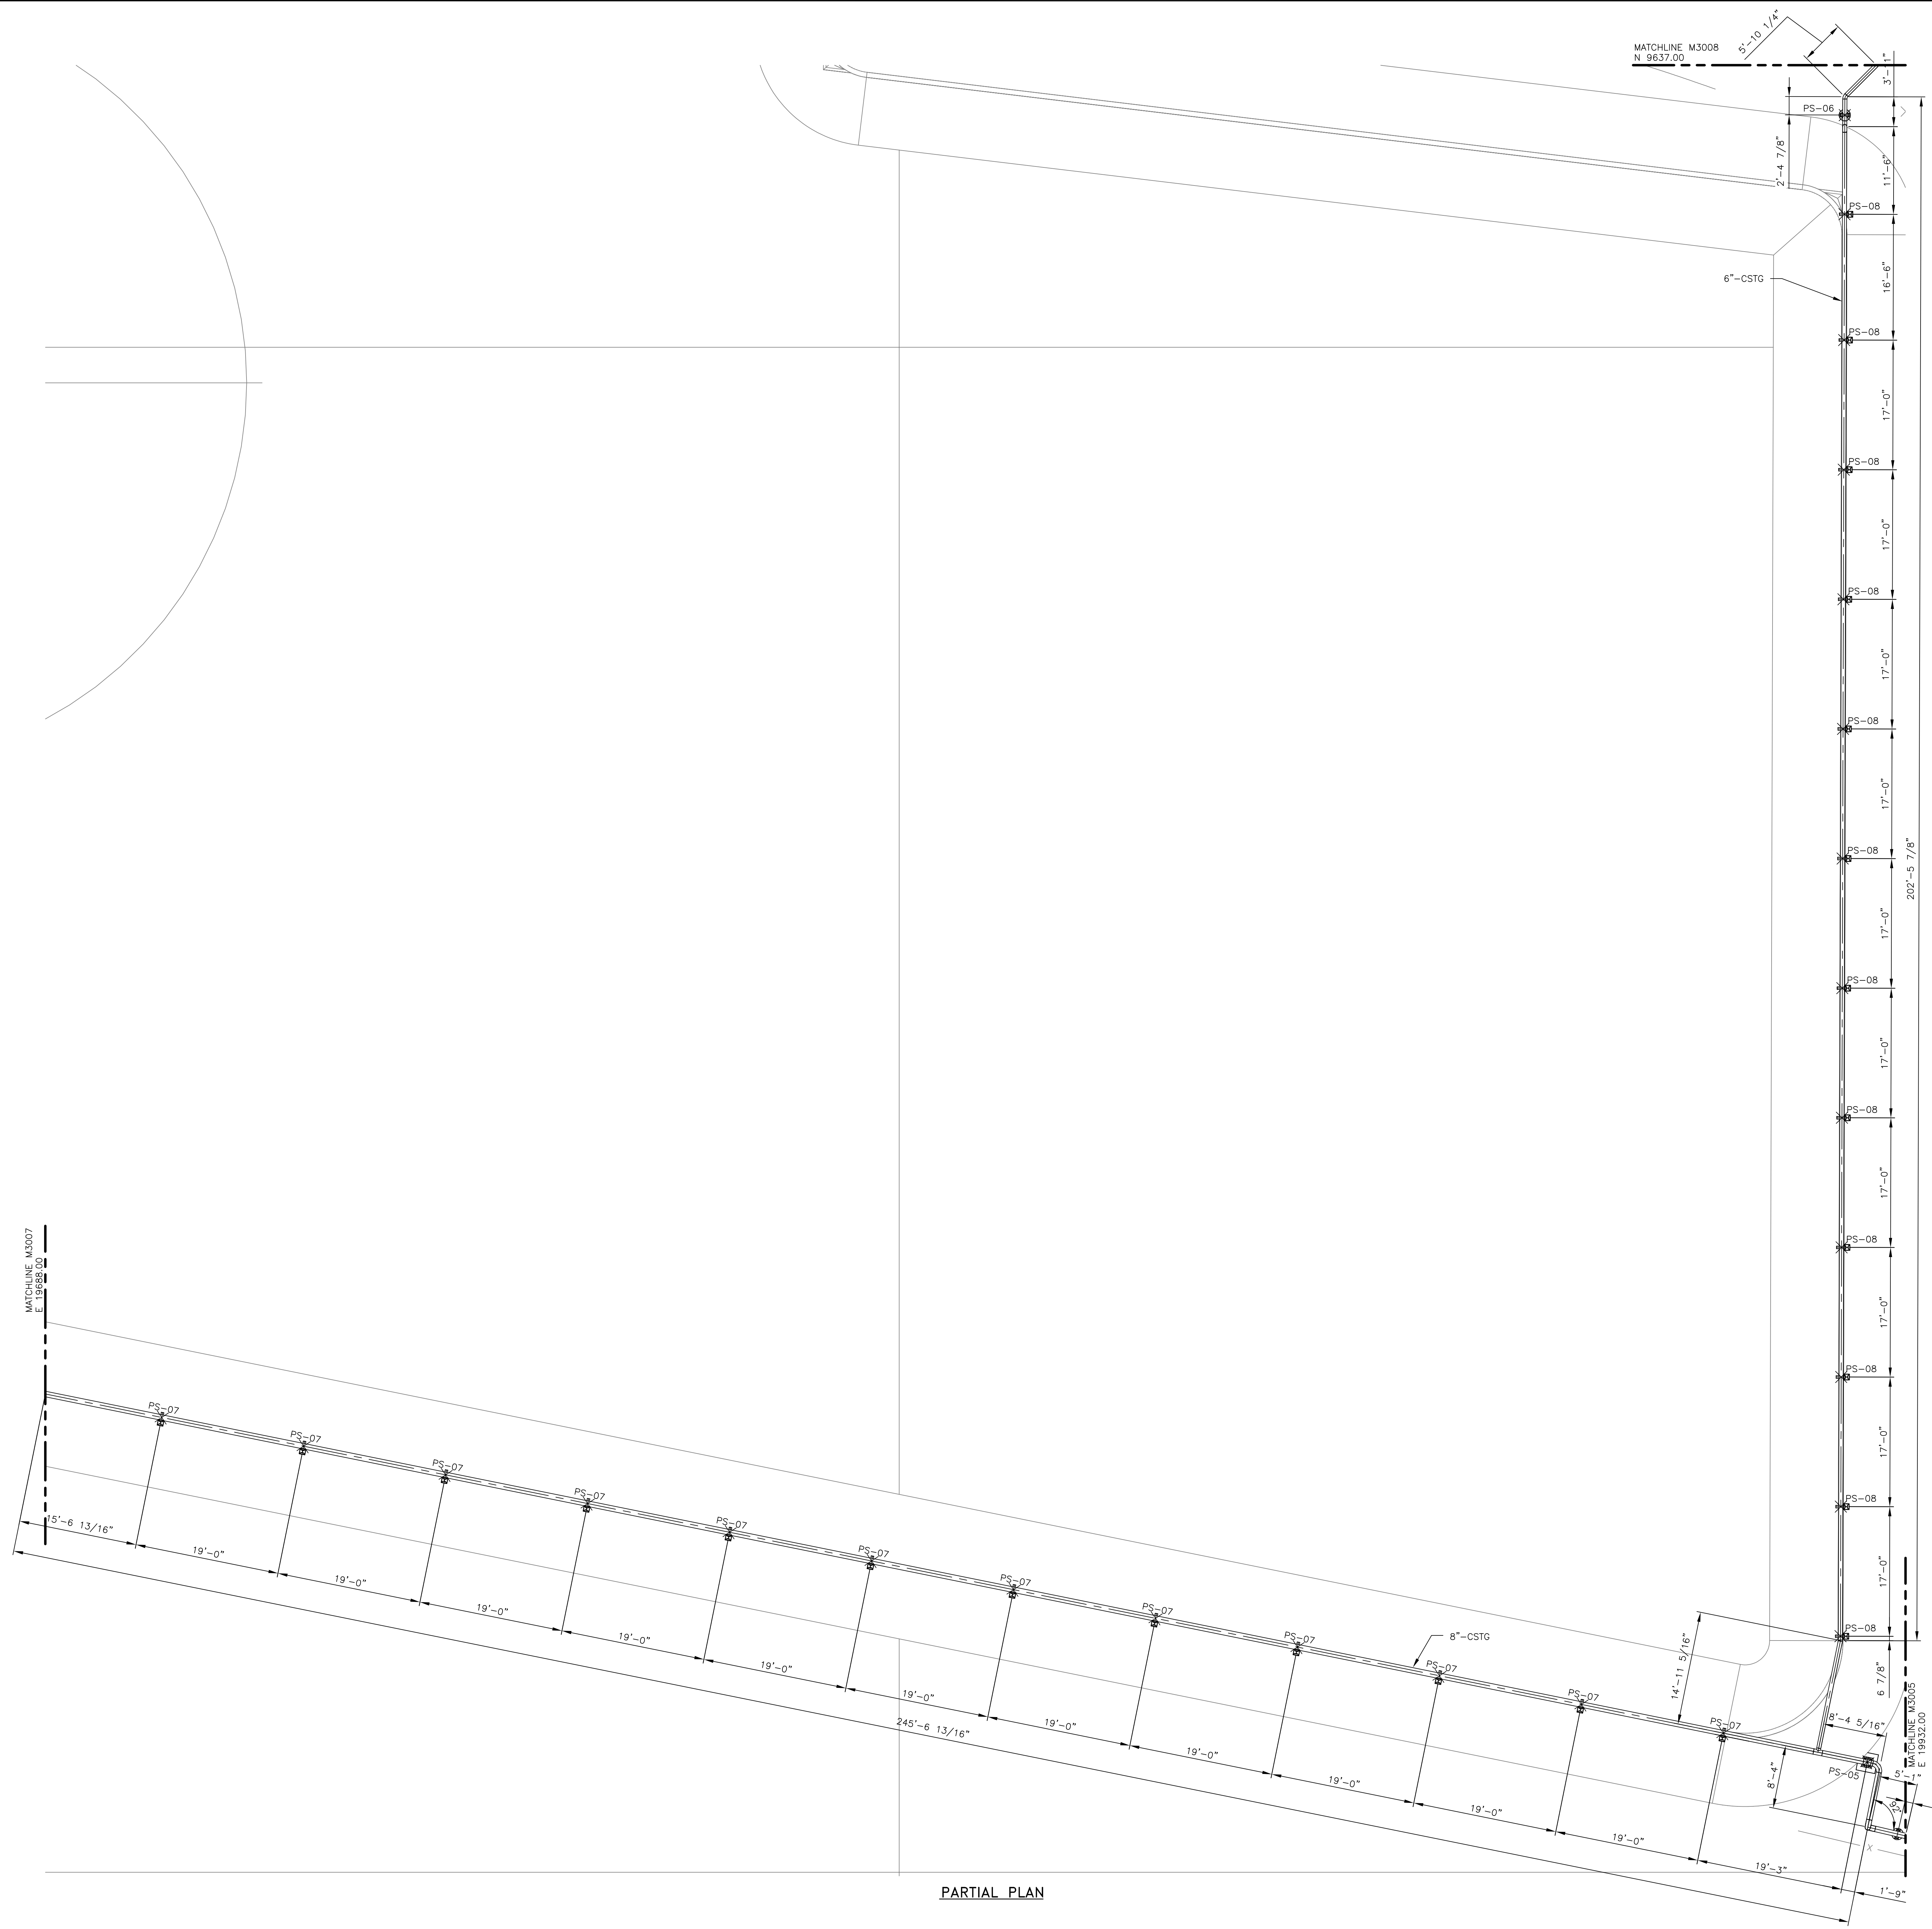 MATCHLINE M3008
N 9637.00
5'-10 1/4"
3'-11"
PS-06
2'-4 7/8"
11'-6"
PS-08
16'-6"
6"-CSTG
PS-08
17'-0"
PS-08
17'-0"
PS-08
17'-0"
PS-08
17'-0"
PS-08
202'-5 7/8"
17'-0"
PS-08
17'-0"
PS-08
17'-0"
PS-08
17'-0"
PS-08
17'-0"
PS-08
17'-0"
PS-08
17'-0"
PS-08
6 7/8"
MATCHLINE M3007
E 19688.00
PS-07
PS-07
PS-07
PS-07
PS-07
PS-07
PS-07
PS-07
PS-07
PS-07
PS-07
PS-07
8"-CSTG
14'-11 5/16"
8'-4 5/16"
MATCHLINE M3005
E 19932.00
PS-05
5'-1"
8'-4"
92°
X
15'-6 13/16"
19'-0"
19'-0"
19'-0"
19'-0"
19'-0"
19'-0"
19'-0"
19'-0"
19'-0"
19'-0"
19'-0"
19'-3"
1'-9"
245'-6 13/16"
PARTIAL PLAN